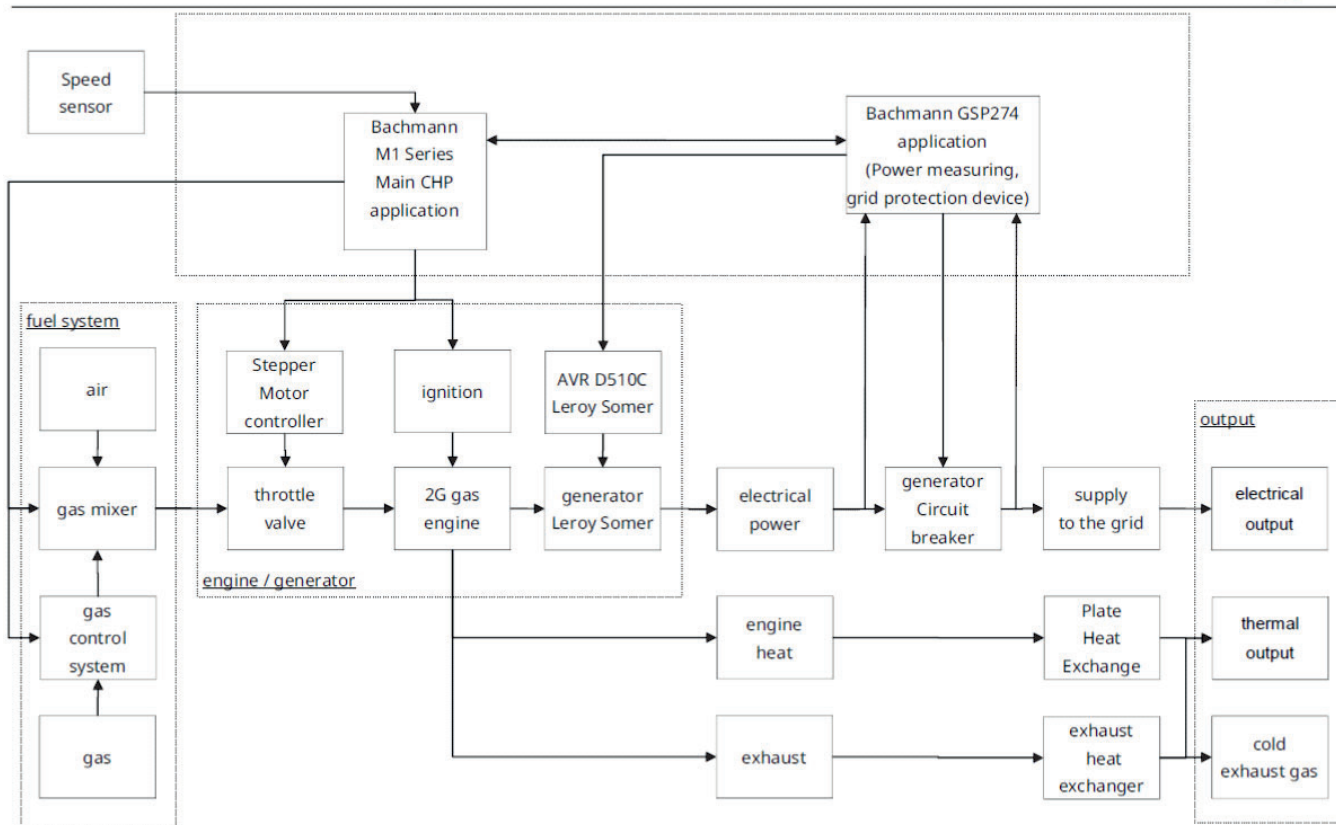 Speed
sensor
Bachmann
M1 Series
Main CHP
application
Bachmann GSP274
application
(Power measuring,
grid protection device)
fuel system
air
gas mixer
gas
control
system
gas
Stepper
Motor
controller
ignition
AVR D510C
Leroy Somer
throttle
valve
2G gas
engine
generator
Leroy Somer
engine / generator
electrical
power
generator
Circuit
breaker
supply
to the grid
engine
heat
Plate
Heat
Exchange
exhaust
exhaust
heat
exchanger
output
electrical
output
thermal
output
cold
exhaust gas